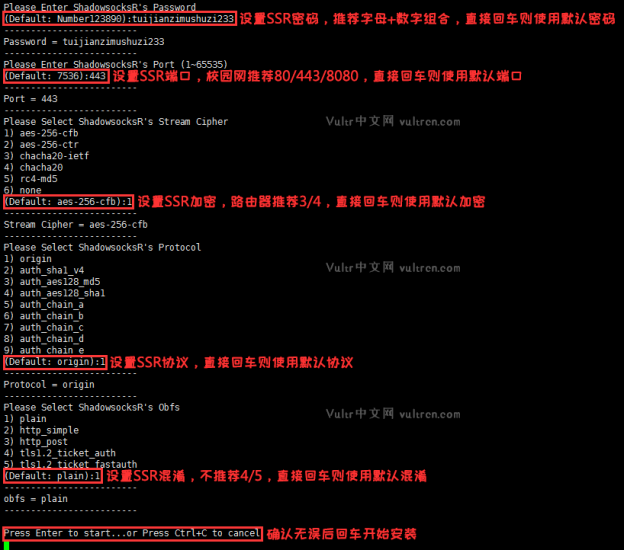 Please Enter ShadowsocksR's Password
(Default: Number123890):tuijianzimushuzi233 设置SSR密码，推荐字母+数字组合，直接回车则使用默认密码
-------------------------
Password = tuijianzimushuzi233
-------------------------
Please Enter ShadowsocksR's Port (1~65535)
(Default: 7536):443 设置SSR端口，校园网推荐80/443/8080，直接回车则使用默认端口
-------------------------
Port = 443
-------------------------
Please Select ShadowsocksR's Stream Cipher
Vultr中文网 vultrcn.com
1) aes-256-cfb
2) aes-256-ctr
3) chacha20-ietf
4) chacha20
5) rc4-md5
6) none
(Default: aes-256-cfb):1 设置SSR加密，路由器推荐3/4，直接回车则使用默认加密
-------------------------
Stream Cipher = aes-256-cfb
-------------------------
Please Select ShadowsocksR's Protocol
1) origin
2) auth_sha1_v4
Vultr中文网 vultrcn.com
3) auth_aes128_md5
4) auth_aes128_sha1
5) auth_chain_a
6) auth_chain_b
7) auth_chain_c
8) auth_chain_d
9) auth_chain_e
(Default: origin):1 设置SSR协议，直接回车则使用默认协议
-------------------------
Protocol = origin
-------------------------
Please Select ShadowsocksR's Obfs
Vultr中文网 vultrcn.com
1) plain
2) http_simple
3) http_post
4) tls1.2_ticket_auth
5) tls1.2_ticket_fastauth
(Default: plain):1 设置SSR混淆，不推荐4/5，直接回车则使用默认混淆
-------------------------
obfs = plain
-------------------------
Press Enter to start...or Press Ctrl+C to cancel 确认无误后回车开始安装